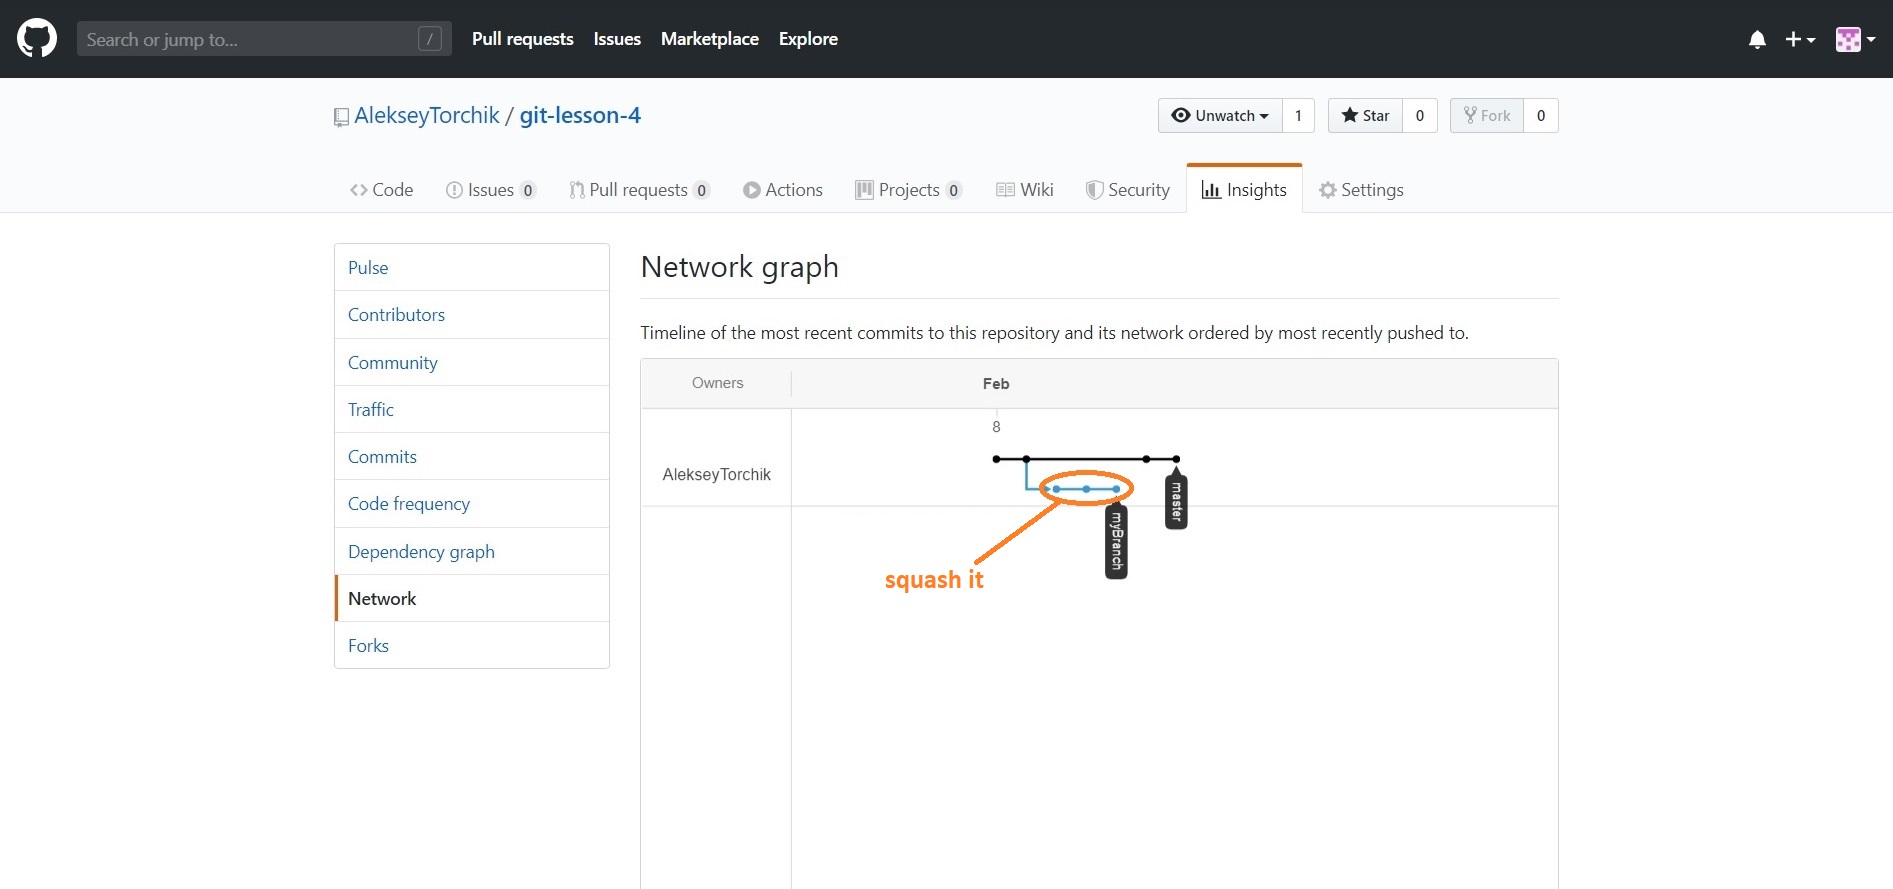 Search or jump to... /
Pull requests Issues Marketplace Explore
AlekseyTorchik / git-lesson-4
Unwatch 1 Star 0 Fork 0
Code Issues 0 Pull requests 0 Actions Projects 0 Wiki Security Insights Settings
Pulse
Contributors
Community
Traffic
Commits
Code frequency
Dependency graph
Network
Forks
Network graph
Timeline of the most recent commits to this repository and its network ordered by most recently pushed to.
Owners Feb
8
AlekseyTorchik
master
myBranch
squash it